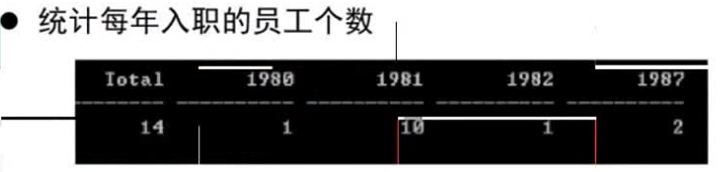 ● 统计每年入职的员工个数
Total 1980 1981 1982 1987
-------- --------- --------- --------- ---------
14 1 10 1 2